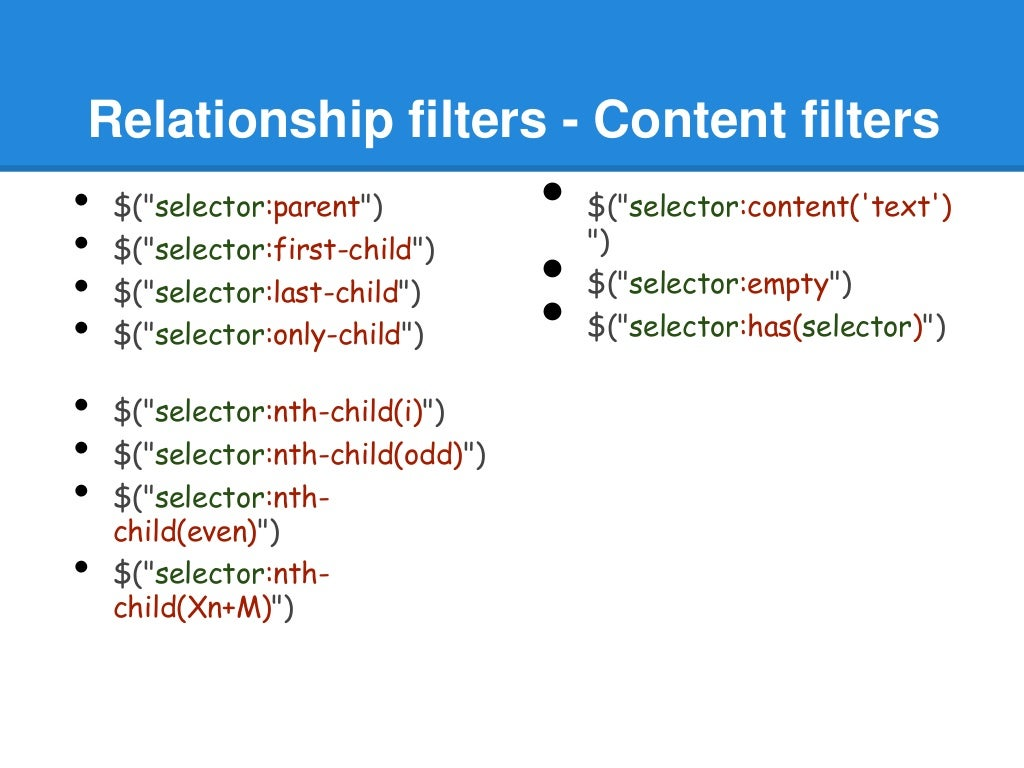 Relationship filters - Content filters
• $("selector:parent")
• $("selector:first-child")
• $("selector:last-child")
• $("selector:only-child")
• $("selector:nth-child(i)")
• $("selector:nth-child(odd)")
• $("selector:nth-
child(even)")
• $("selector:nth-
child(Xn+M)")
• $("selector:content('text')
")
• $("selector:empty")
• $("selector:has(selector)")